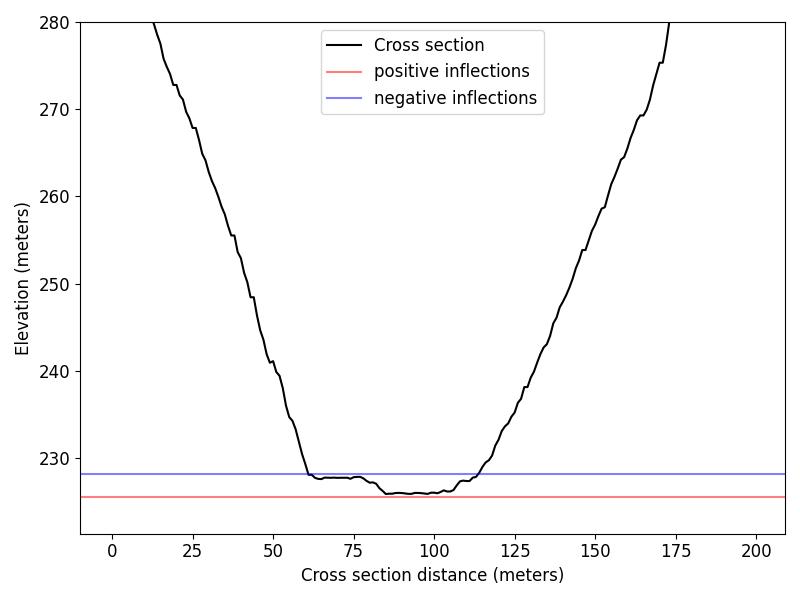 280
270
260
250
240
230
Elevation (meters)
Cross section
positive inflections
negative inflections
0 25 50 75 100 125 150 175 200
Cross section distance (meters)